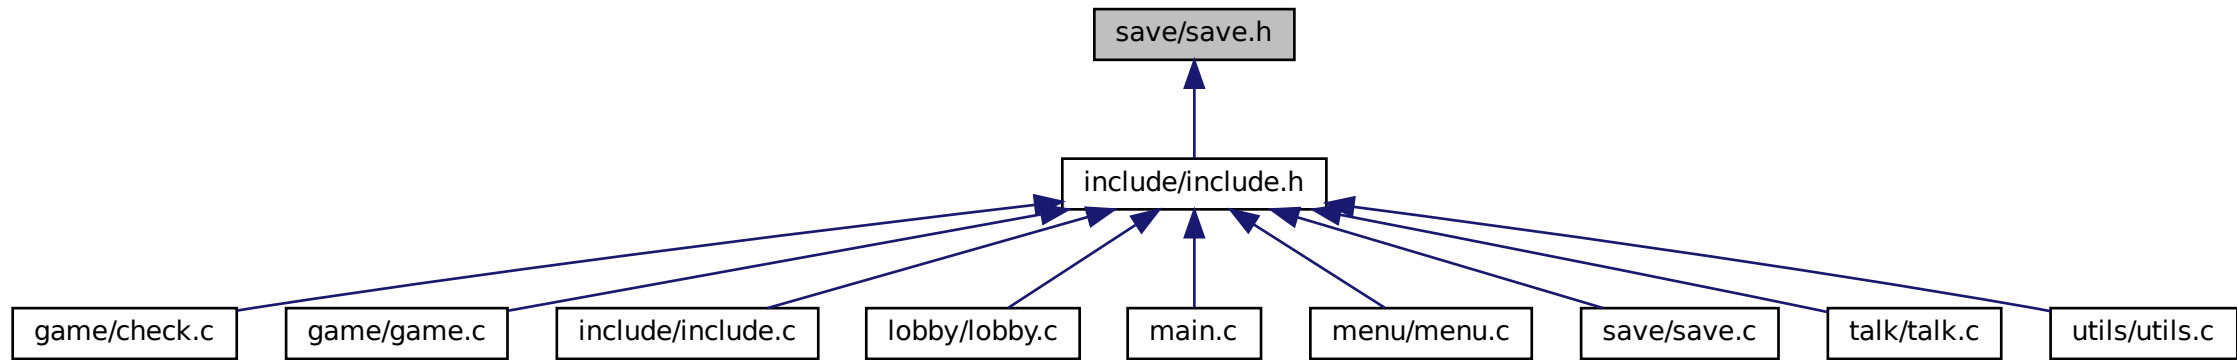 save/save.h
include/include.h
game/check.c
game/game.c
include/include.c
lobby/lobby.c
main.c
menu/menu.c
save/save.c
talk/talk.c
utils/utils.c